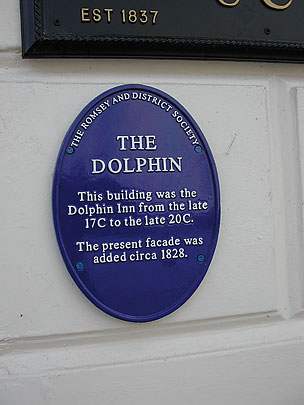 EST 1837
THE ROMSEY AND DISTRICT SOCIETY
THE
DOLPHIN
This building was the
Dolphin Inn from the late
17C to the late 20C.
The present facade was
added circa 1828.